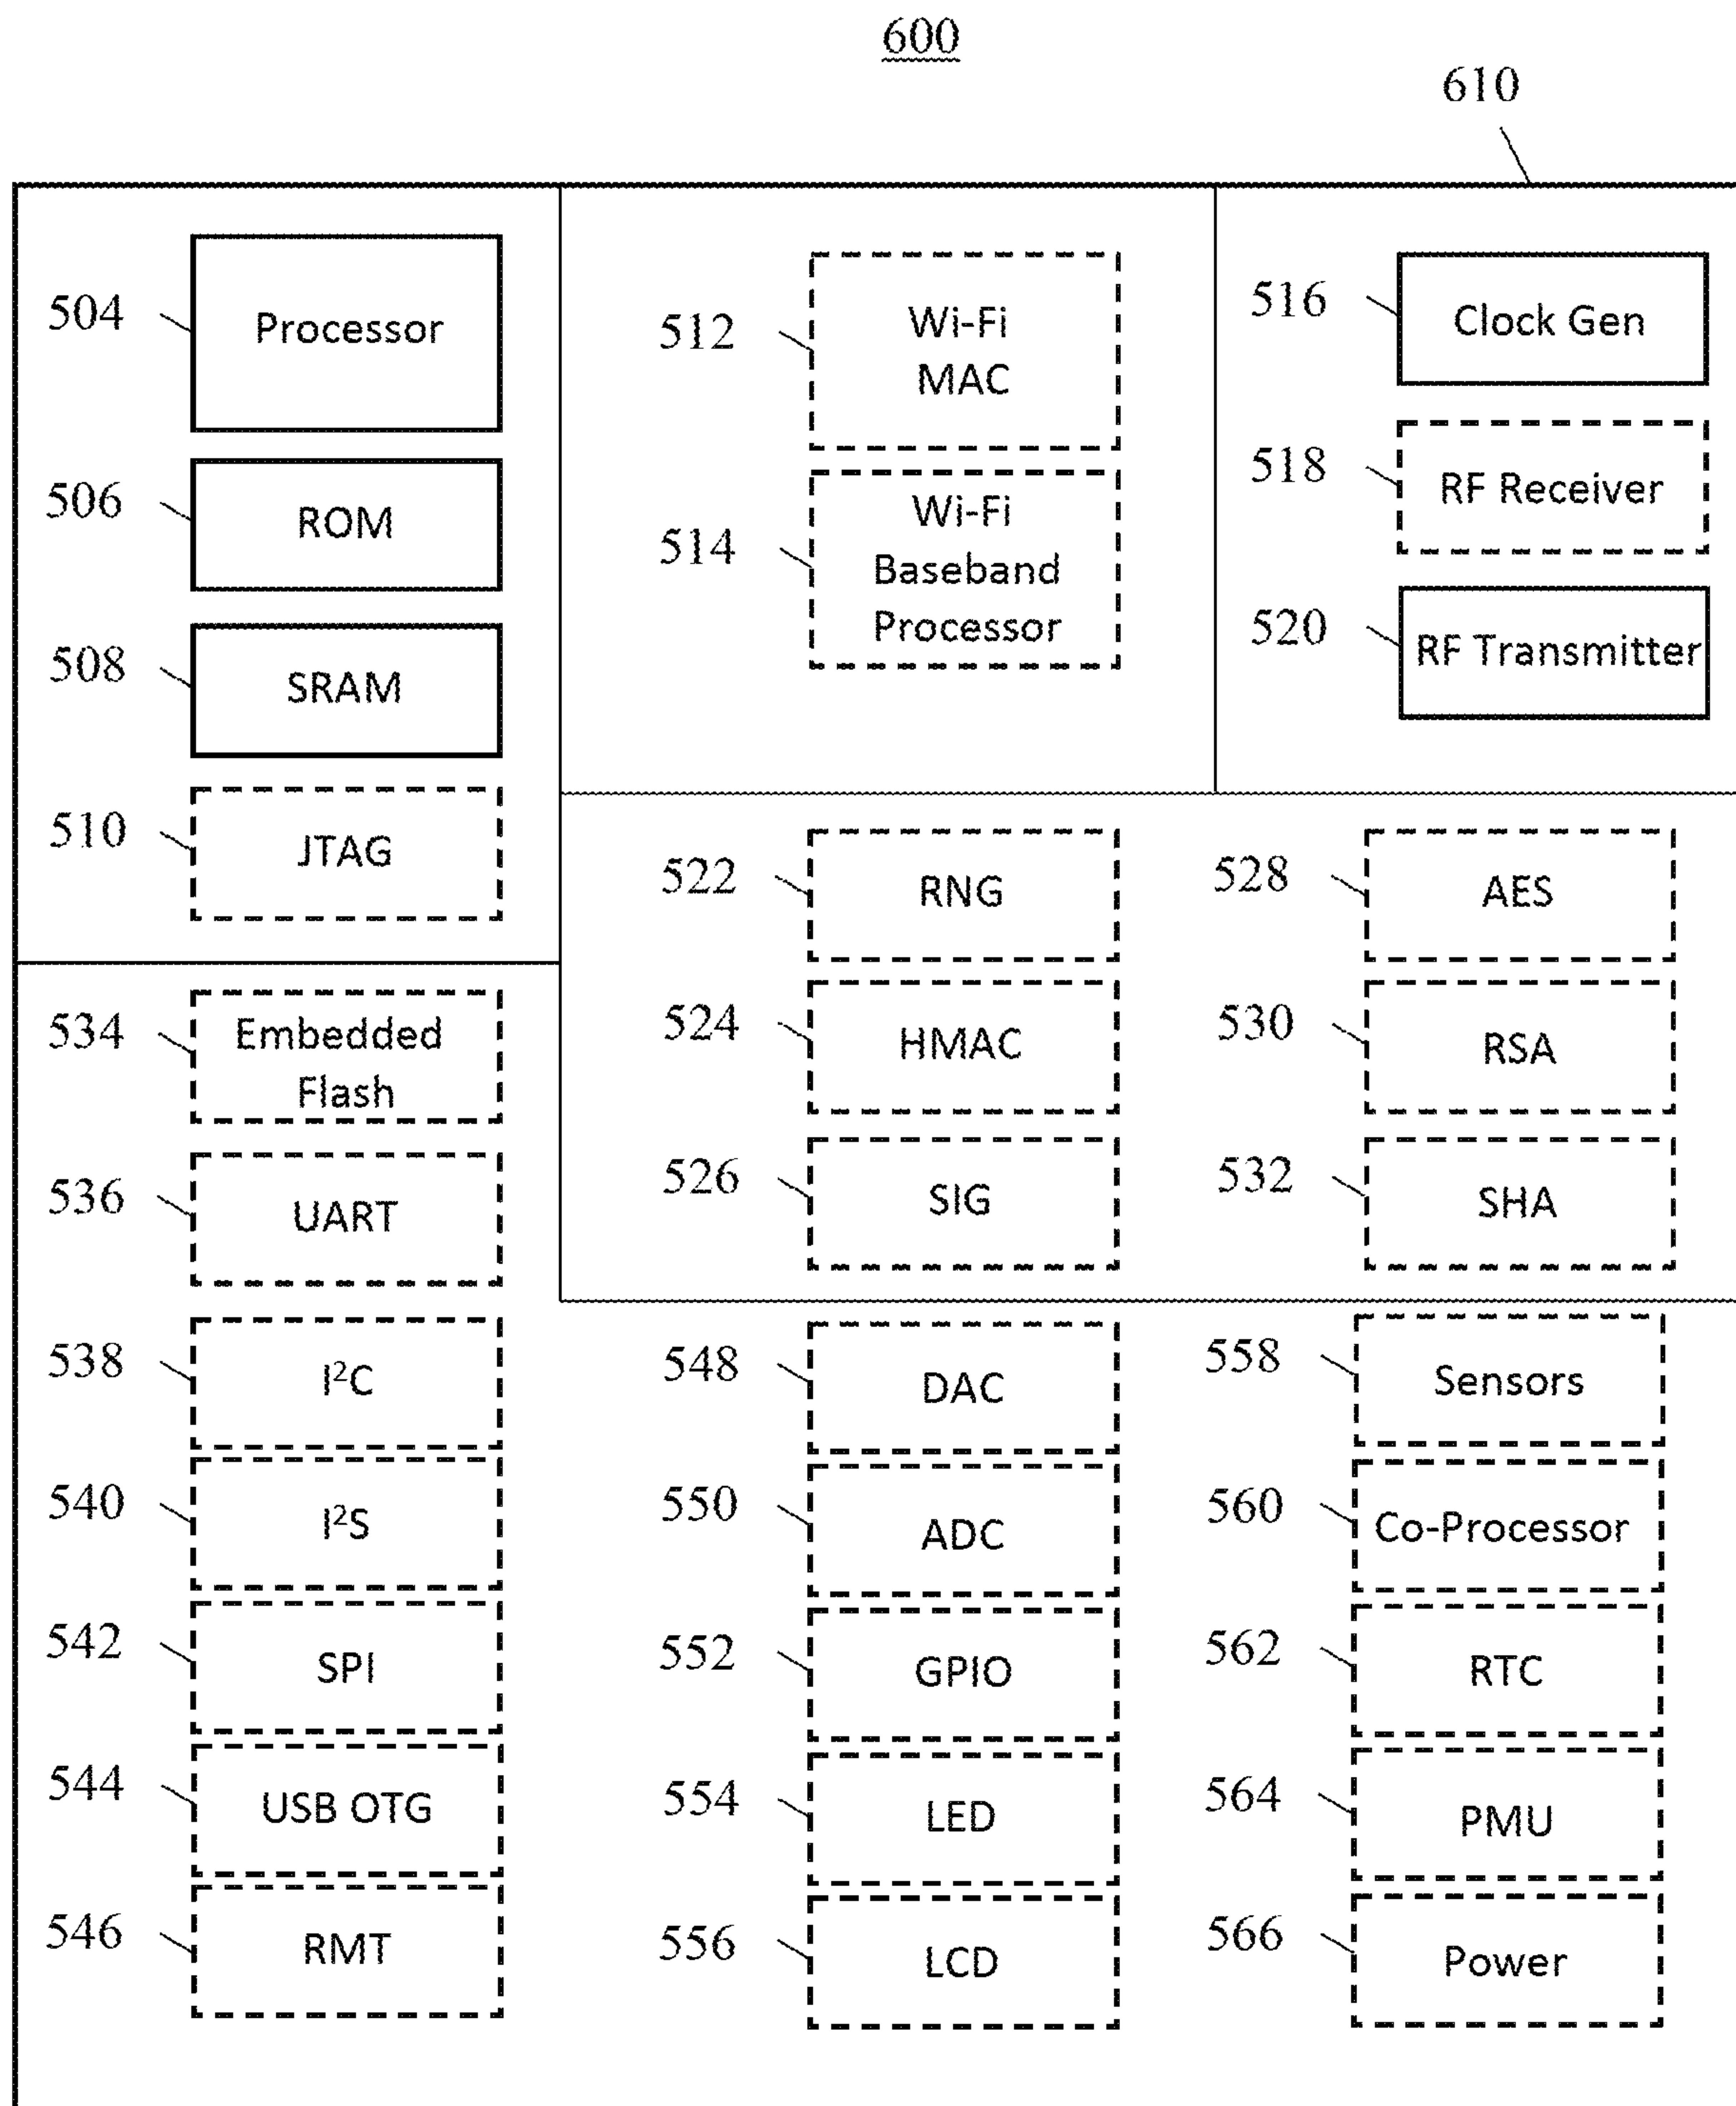 600
610
504
Processor
506
ROM
508
SRAM
510
JTAG
512
Wi-Fi
MAC
514
Wi-Fi
Baseband
Processor
516
Clock Gen
518
RF Receiver
520
RF Transmitter
522
RNG
524
HMAC
526
SIG
528
AES
530
RSA
532
SHA
534
Embedded
Flash
536
UART
538
I²C
540
I²S
542
SPI
544
USB OTG
546
RMT
548
DAC
550
ADC
552
GPIO
554
LED
556
LCD
558
Sensors
560
Co-Processor
562
RTC
564
PMU
566
Power